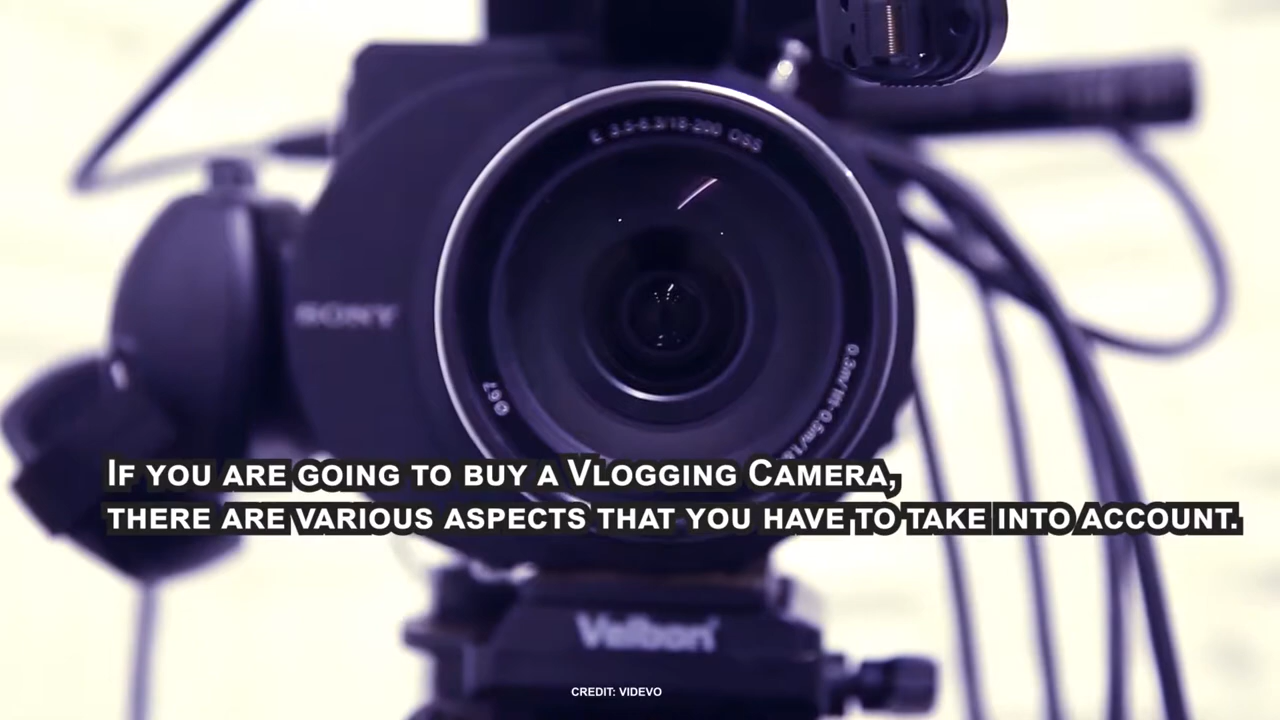 E 3.5-6.3/18-200 OSS
SONY
Ø67
If you are going to buy a Vlogging Camera,
there are various aspects that you have to take into account.
Velbon
CREDIT: VIDEVO